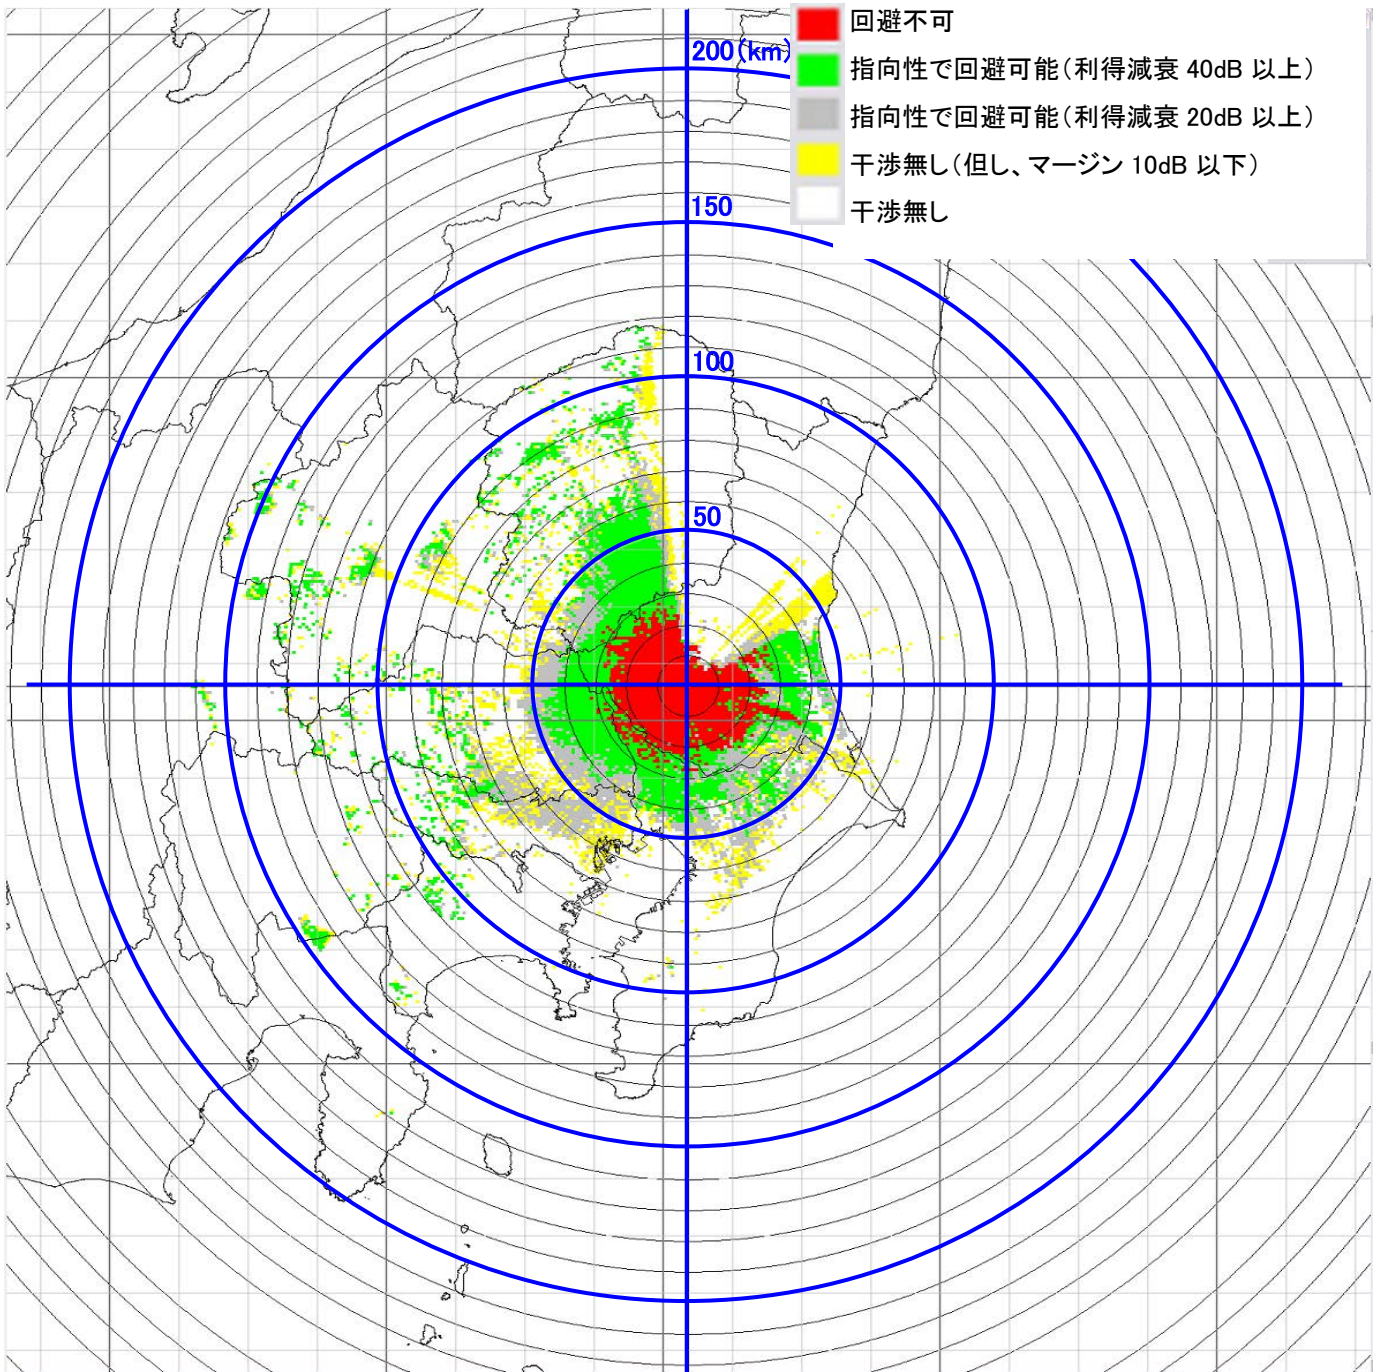 回避不可
200(km)
指向性で回避可能(利得減衰 40dB 以上)
指向性で回避可能(利得減衰 20dB 以上)
干渉無し(但し、マージン 10dB 以下)
干渉無し
150
100
50